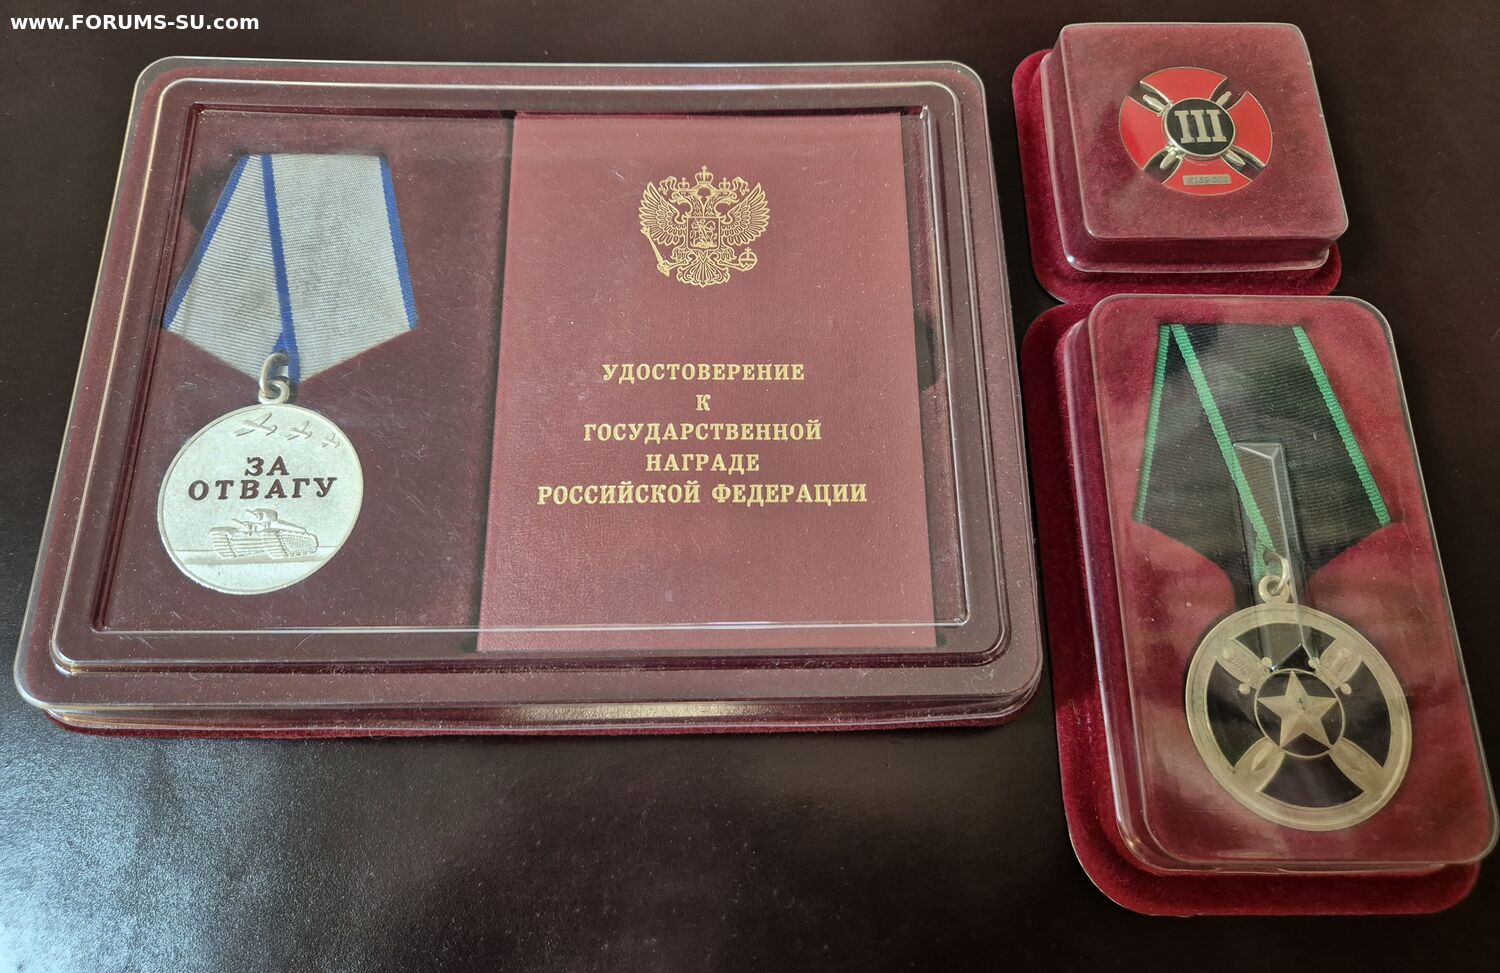 www.FORUMS-SU.com
ЗА
ОТВАГУ
УДОСТОВЕРЕНИЕ
К
ГОСУДАРСТВЕННОЙ
НАГРАДЕ
РОССИЙСКОЙ ФЕДЕРАЦИИ
III